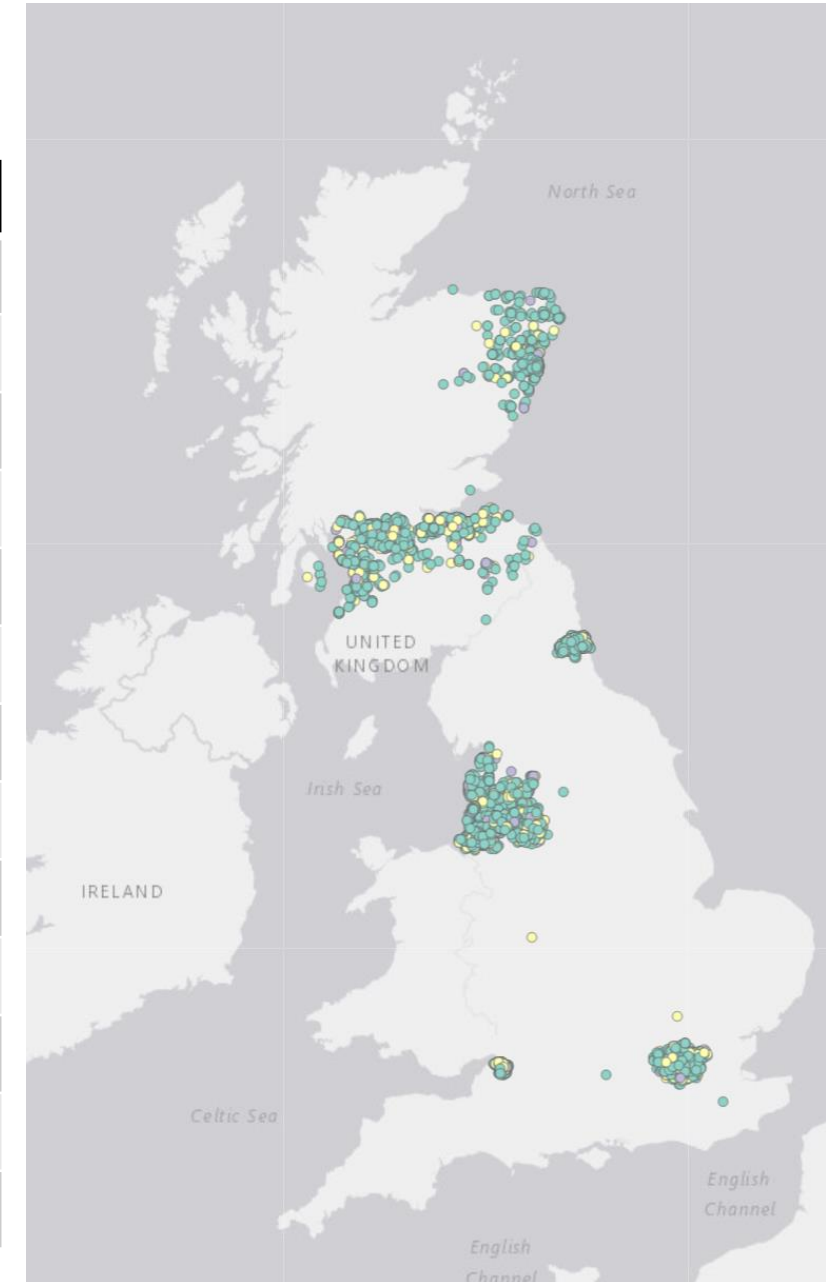 North Sea
UNITED
KINGDOM
Irish Sea
IRELAND
Celtic Sea
English
Channel
English
Channel